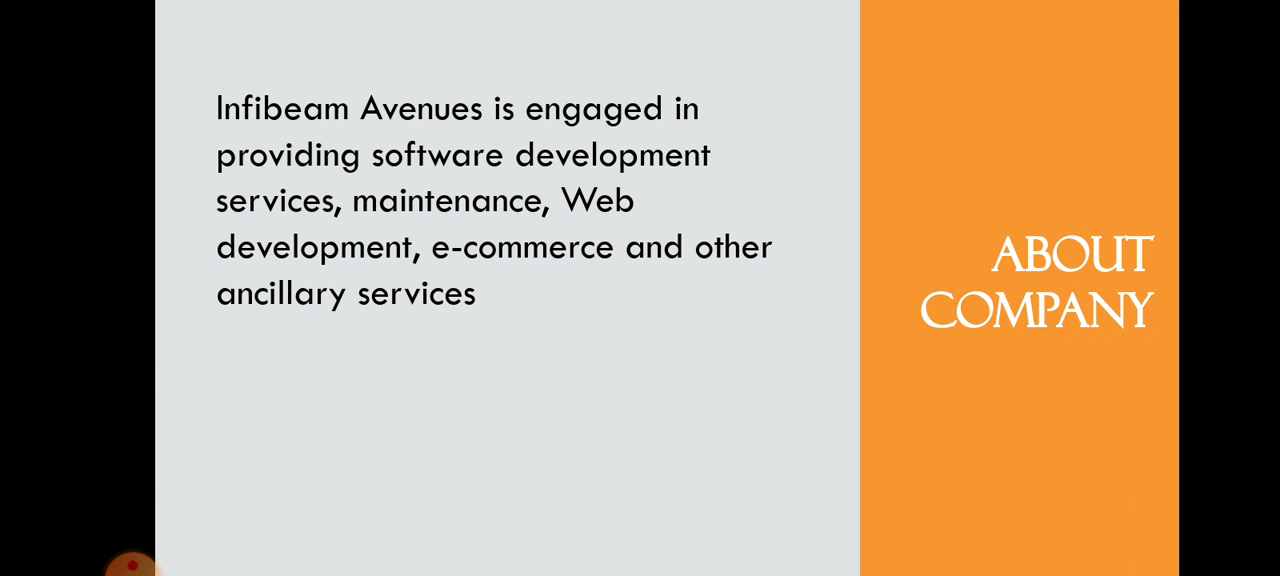 Infibeam Avenues is engaged in
providing software development
services, maintenance, Web
development, e-commerce and other
ancillary services
ABOUT
COMPANY